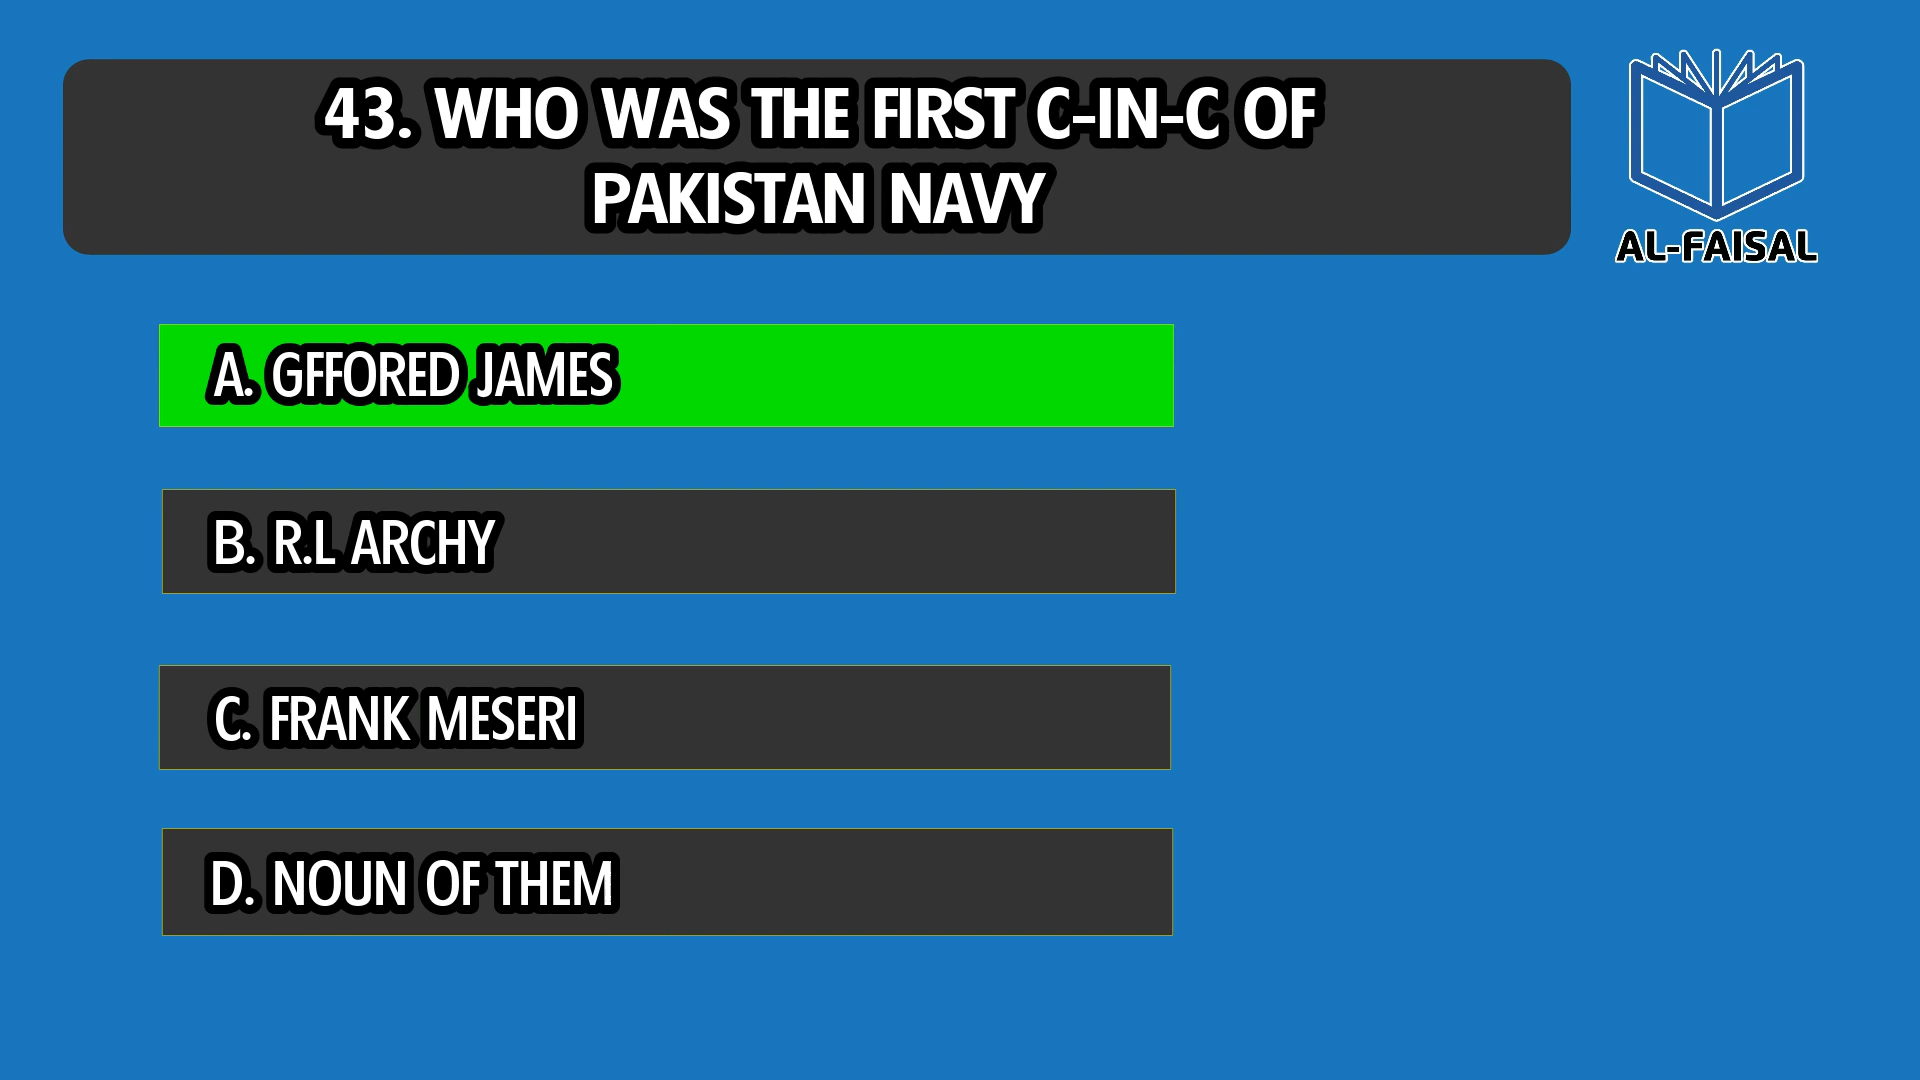 43. WHO WAS THE FIRST C-IN-C OF
PAKISTAN NAVY
AL-FAISAL
A. GFFORED JAMES
B. R.L ARCHY
C. FRANK MESERI
D. NOUN OF THEM